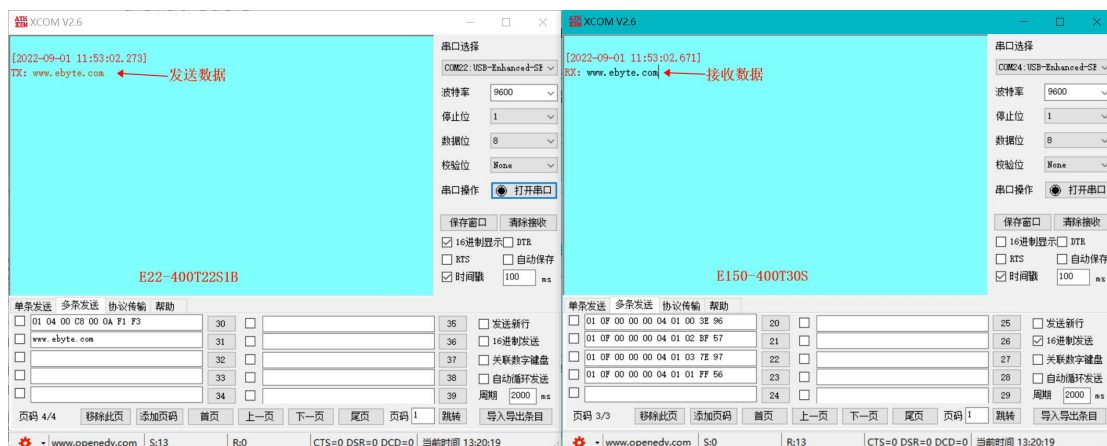 XCOM V2.6
[2022-09-01 11:53:02.273]
TX: www.ebyte.com
发送数据
E22-400T22S1B
串口选择
COM22:USB-Enhanced-SE
波特率 9600
停止位 1
数据位 8
校验位 None
串口操作 打开串口
保存窗口 清除接收
16进制显示 DTR
RTS 自动保存
时间戳 100 ms
单条发送 多条发送 协议传输 帮助
01 04 00 C8 00 0A F1 F3 30 35 发送新行
www.ebyte.com 31 36 16进制发送
32 37 关联数字键盘
33 38 自动循环发送
34 39 周期 2000 ms
页码 4/4 移除此页 添加页码 首页 上一页 下一页 尾页 页码 1 跳转 导入导出条目
www.openedv.com S:13 R:0 CTS=0 DSR=0 DCD=0 当前时间 13:20:19
XCOM V2.6
[2022-09-01 11:53:02.671]
RX: www.ebyte.com
接收数据
E150-400T30S
串口选择
COM24:USB-Enhanced-SE
波特率 9600
停止位 1
数据位 8
校验位 None
串口操作 打开串口
保存窗口 清除接收
16进制显示 DTR
RTS 自动保存
时间戳 100 ms
单条发送 多条发送 协议传输 帮助
01 0F 00 00 00 04 01 00 3E 96 20 25 发送新行
01 0F 00 00 00 04 01 02 BF 57 21 26 16进制发送
01 0F 00 00 00 04 01 03 7E 97 22 27 关联数字键盘
01 0F 00 00 00 04 01 01 FF 56 23 28 自动循环发送
24 29 周期 2000 ms
页码 3/3 移除此页 添加页码 首页 上一页 下一页 尾页 页码 1 跳转 导入导出条目
www.openedv.com S:0 R:13 CTS=0 DSR=0 DCD=0 当前时间 13:20:19